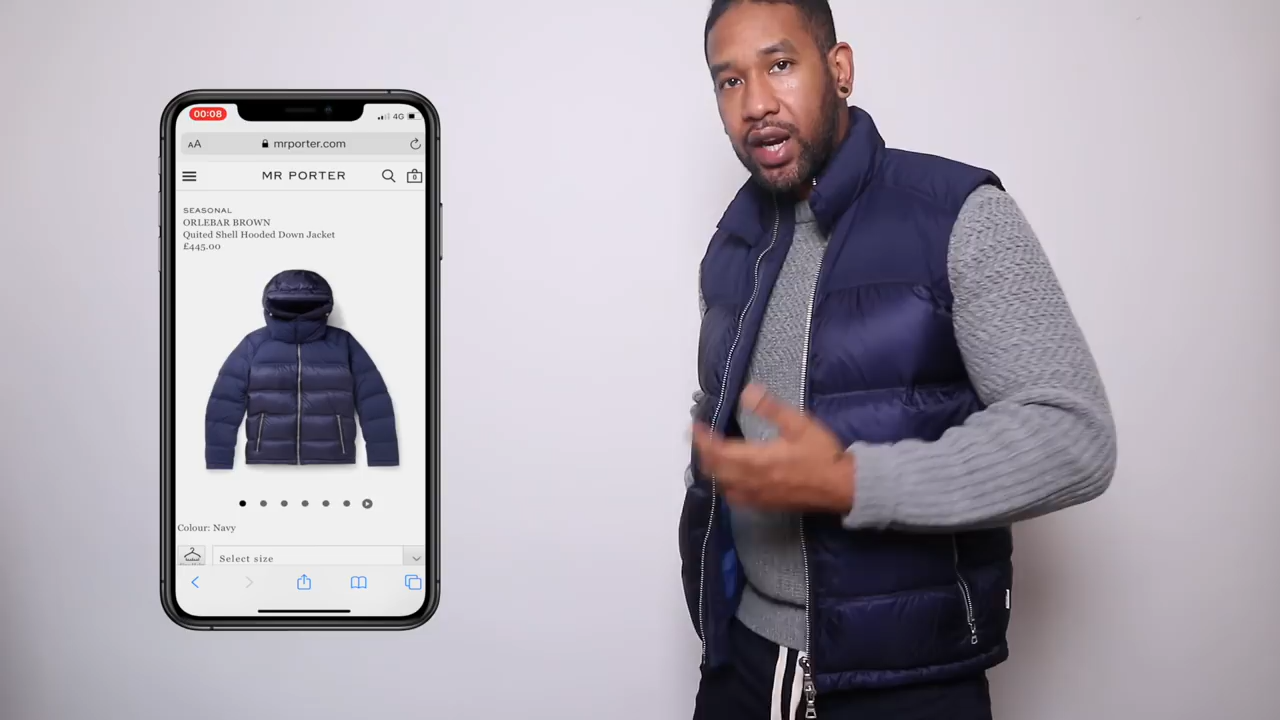 00:08
4G
AA
mrporter.com
MR PORTER
0
SEASONAL
ORLEBAR BROWN
Quited Shell Hooded Down Jacket
£445.00
Colour: Navy
Select size